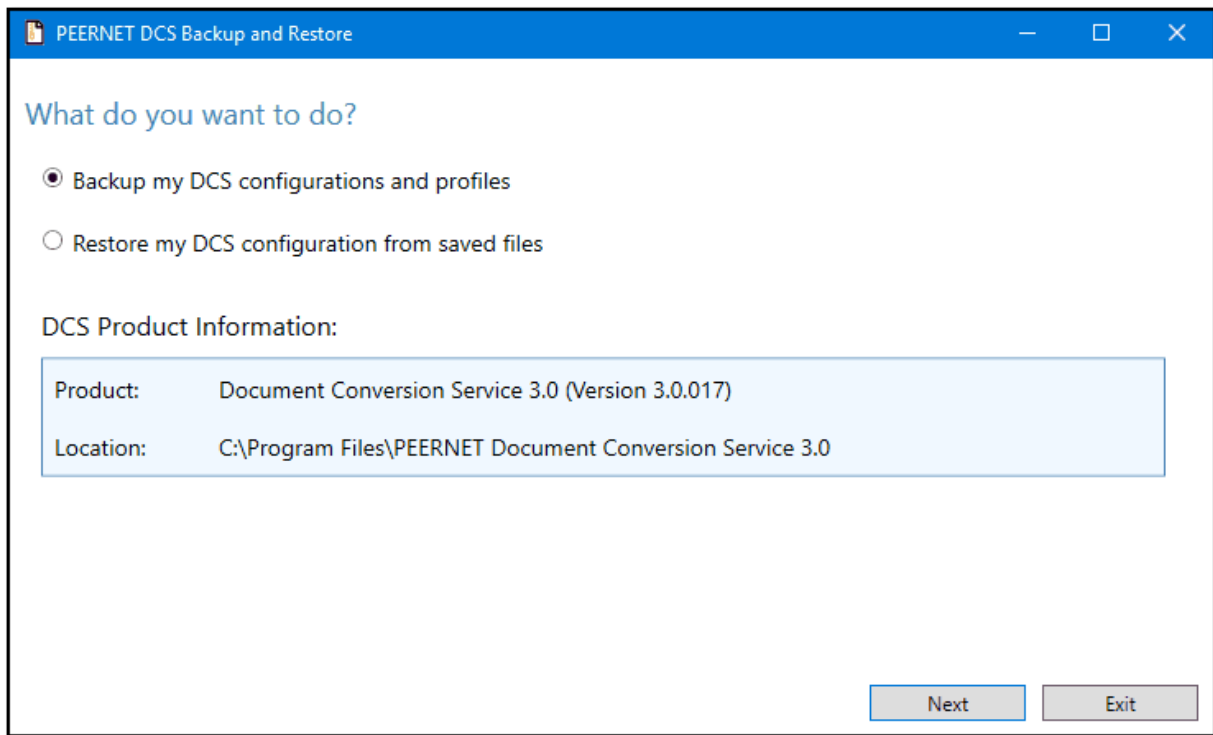 PEERNET DCS Backup and Restore
What do you want to do?
Backup my DCS configurations and profiles
Restore my DCS configuration from saved files
DCS Product Information:
Product: Document Conversion Service 3.0 (Version 3.0.017)
Location: C:\Program Files\PEERNET Document Conversion Service 3.0
Next Exit